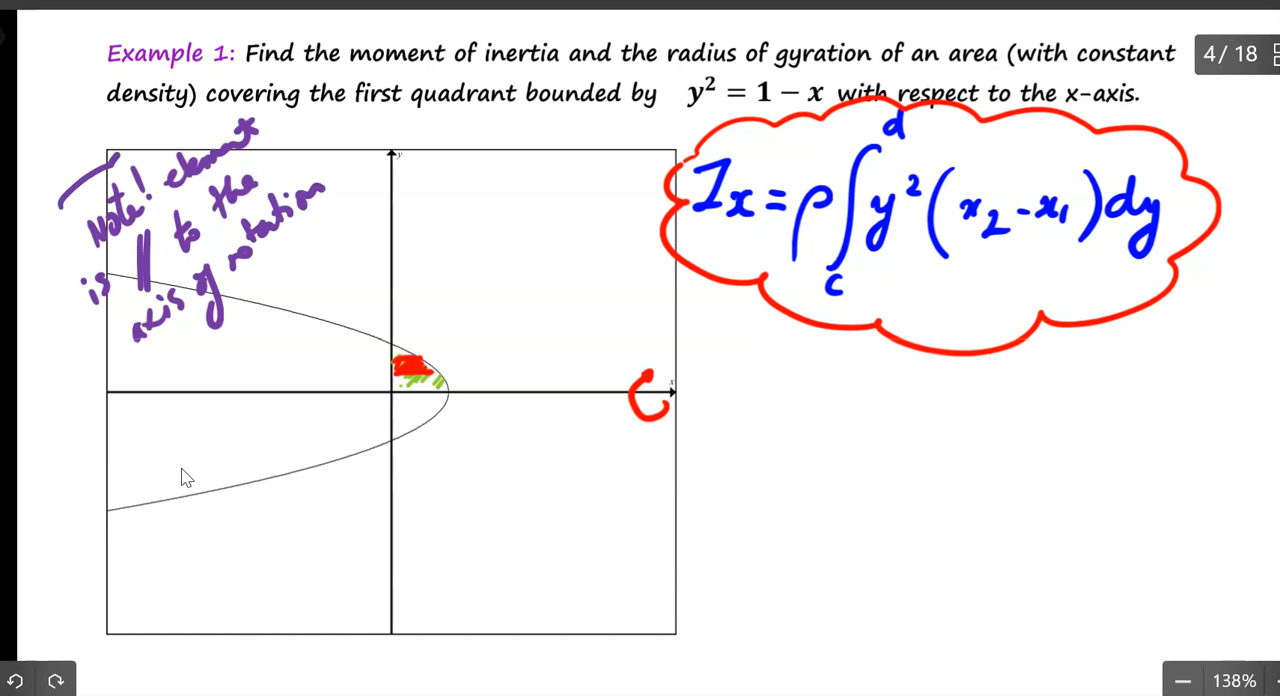 4 / 18
Example 1: Find the moment of inertia and the radius of gyration of an area (with constant
density) covering the first quadrant bounded by y² = 1 − x with respect to the x-axis.
Note! element
is || to the
axis of rotation
y
x
d
Ix = ρ∫y²(x₂ - x₁)dy
c
138%